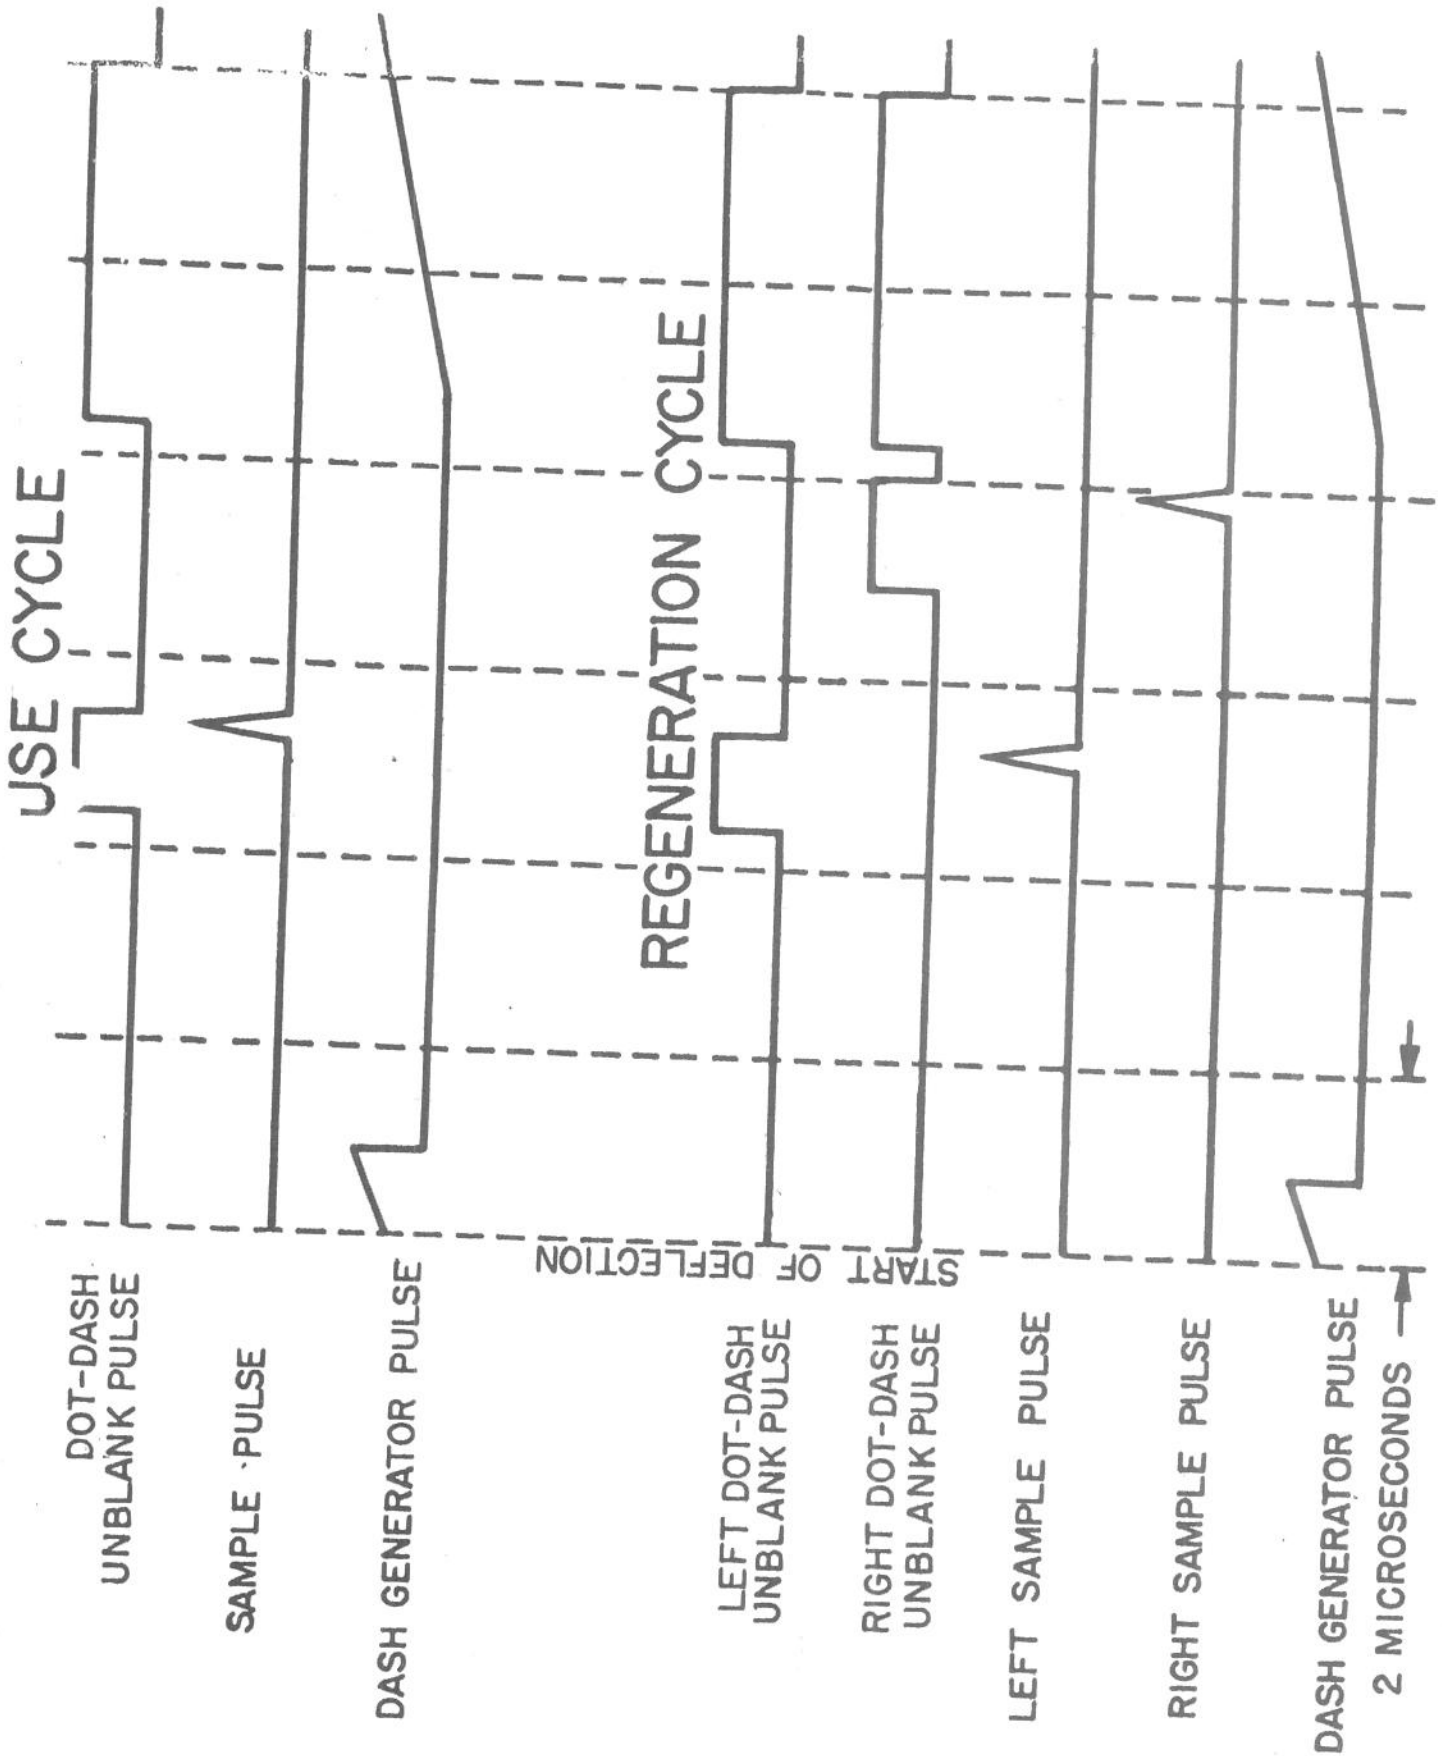 USE CYCLE
DOT-DASH
UNBLANK PULSE
SAMPLE PULSE
DASH GENERATOR PULSE
REGENERATION CYCLE
START OF DEFLECTION
LEFT DOT-DASH
UNBLANK PULSE
RIGHT DOT-DASH
UNBLANK PULSE
LEFT SAMPLE PULSE
RIGHT SAMPLE PULSE
DASH GENERATOR PULSE
2 MICROSECONDS